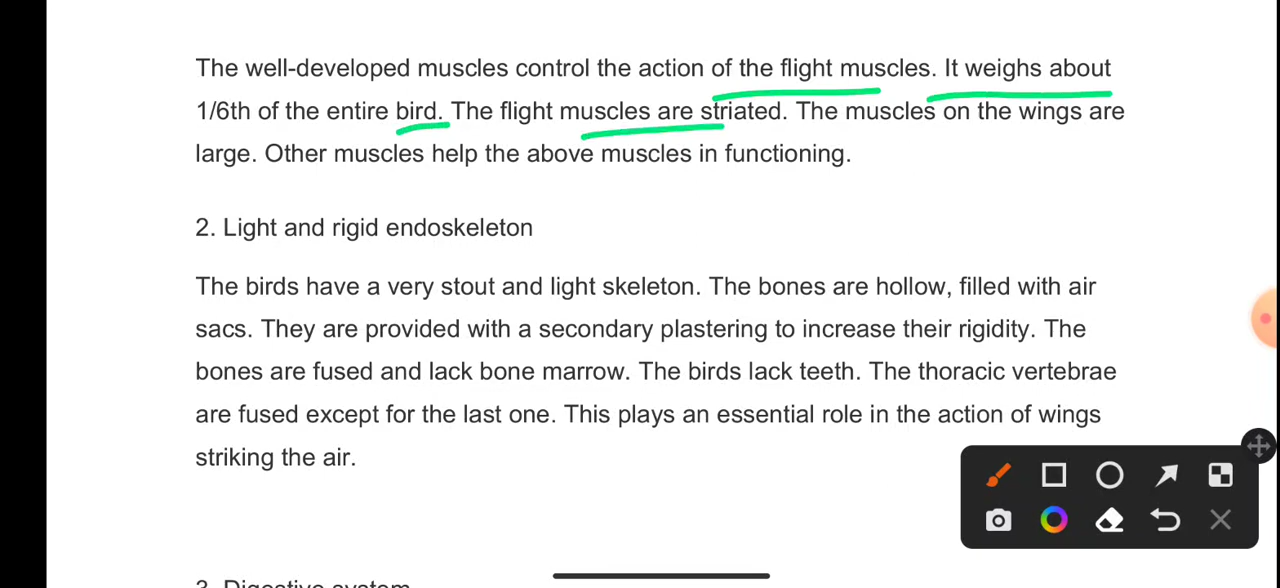 The well-developed muscles control the action of the flight muscles. It weighs about
1/6th of the entire bird. The flight muscles are striated. The muscles on the wings are
large. Other muscles help the above muscles in functioning.
2. Light and rigid endoskeleton
The birds have a very stout and light skeleton. The bones are hollow, filled with air
sacs. They are provided with a secondary plastering to increase their rigidity. The
bones are fused and lack bone marrow. The birds lack teeth. The thoracic vertebrae
are fused except for the last one. This plays an essential role in the action of wings
striking the air.
3. Digestive system